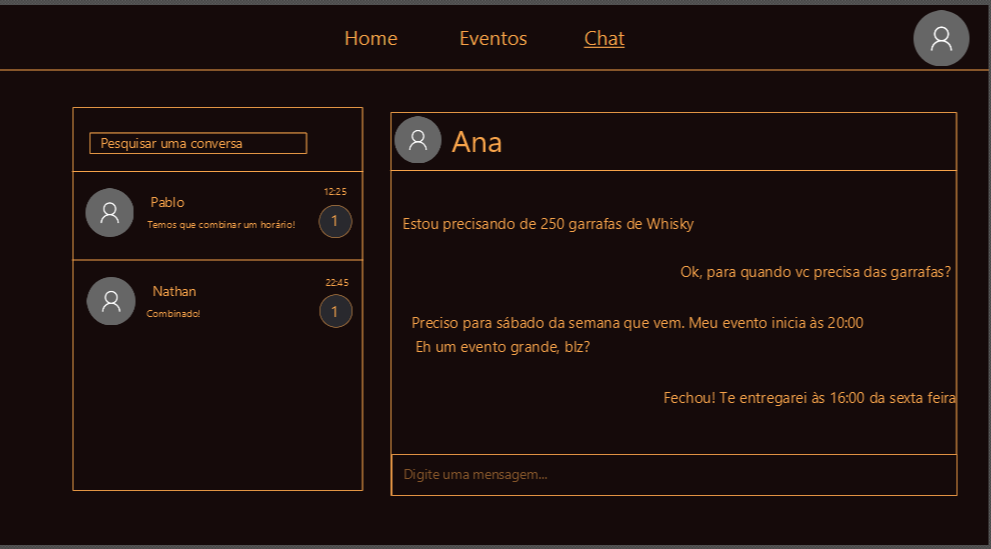 Home Eventos Chat
Pesquisar uma conversa
Pablo
12:25
Temos que combinar um horário!
1
Nathan
22:45
Combinado!
1
Ana
Estou precisando de 250 garrafas de Whisky
Ok, para quando vc precisa das garrafas?
Preciso para sábado da semana que vem. Meu evento inicia às 20:00
Eh um evento grande, blz?
Fechou! Te entregarei às 16:00 da sexta feira
Digite uma mensagem...